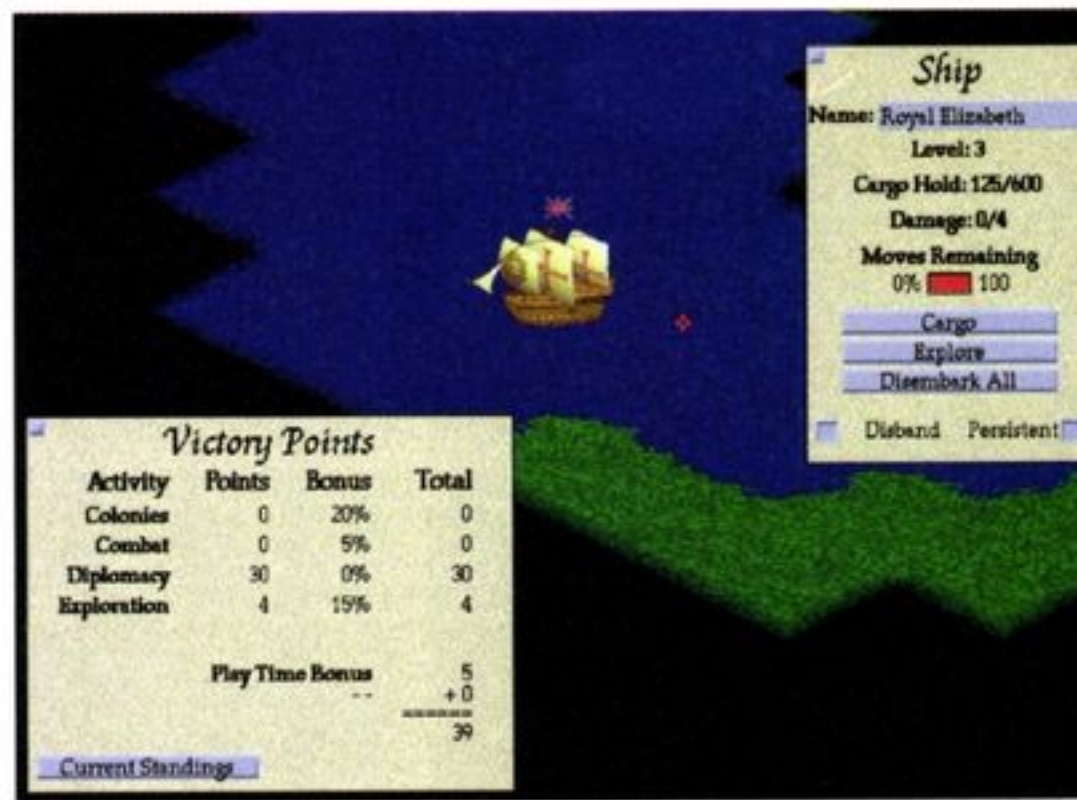 Ship
Name: Royal Elizabeth
Level: 3
Cargo Hold: 125/600
Damage: 0/4
Moves Remaining
0% 100
Cargo
Explore
Disembark All
Disband Persistent
Victory Points
Activity Points Bonus Total
Colonies 0 20% 0
Combat 0 5% 0
Diplomacy 30 0% 30
Exploration 4 15% 4
Play Time Bonus 5
-- +0
======
39
Current Standings